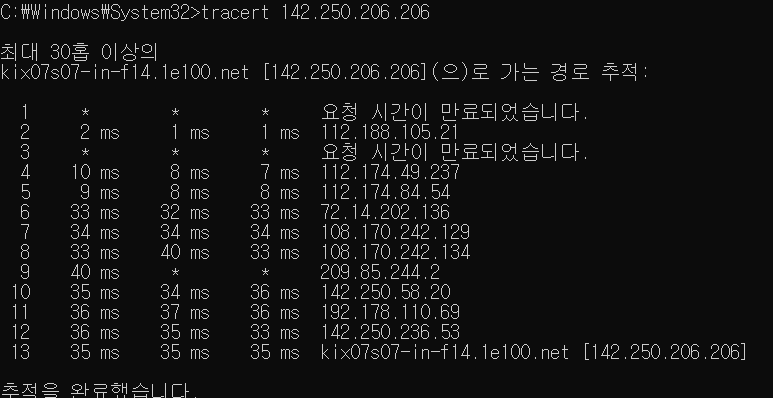 C:\Windows\System32>tracert 142.250.206.206
최대 30홉 이상의
kix07s07-in-f14.1e100.net [142.250.206.206](으)로 가는 경로 추적:
1 * * * 요청 시간이 만료되었습니다.
2 2 ms 1 ms 1 ms 112.188.105.21
3 * * * 요청 시간이 만료되었습니다.
4 10 ms 8 ms 7 ms 112.174.49.237
5 9 ms 8 ms 8 ms 112.174.84.54
6 33 ms 32 ms 33 ms 72.14.202.136
7 34 ms 34 ms 34 ms 108.170.242.129
8 33 ms 40 ms 33 ms 108.170.242.134
9 40 ms * * 209.85.244.2
10 35 ms 34 ms 36 ms 142.250.58.20
11 36 ms 37 ms 36 ms 192.178.110.69
12 36 ms 35 ms 33 ms 142.250.236.53
13 35 ms 35 ms 35 ms kix07s07-in-f14.1e100.net [142.250.206.206]
추적을 완료했습니다.